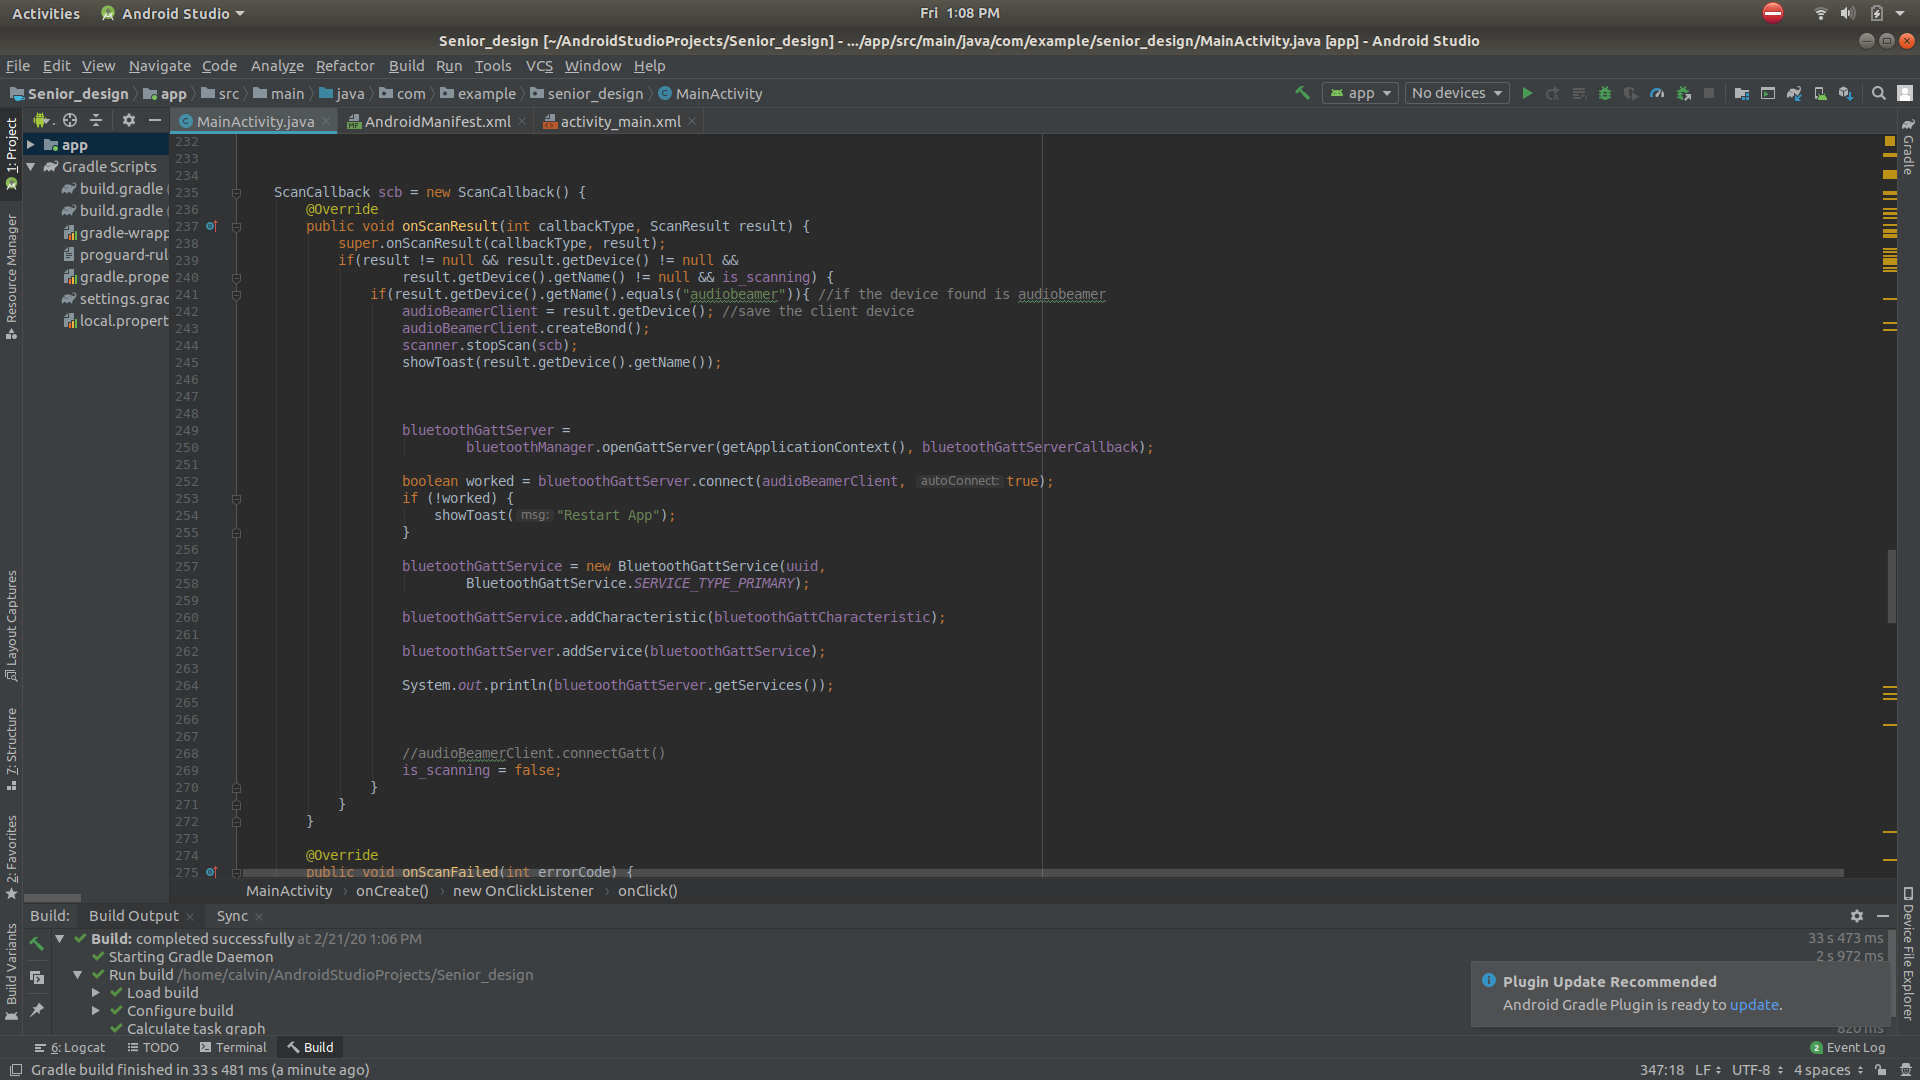 Activities Android Studio Fri 1:08 PM
Senior_design [~/AndroidStudioProjects/Senior_design] - .../app/src/main/java/com/example/senior_design/MainActivity.java [app] - Android Studio
File Edit View Navigate Code Analyze Refactor Build Run Tools VCS Window Help
Senior_design app src main java com example senior_design MainActivity app No devices
MainActivity.java AndroidManifest.xml activity_main.xml
1: Project
Resource Manager
Layout Captures
7: Structure
2: Favorites
Build Variants
app
Gradle Scripts
build.gradle (
build.gradle (
gradle-wrapp
proguard-rul
gradle.prope
settings.grad
local.propert
232
233
234
235 ScanCallback scb = new ScanCallback() {
236 @Override
237 public void onScanResult(int callbackType, ScanResult result) {
238 super.onScanResult(callbackType, result);
239 if(result != null && result.getDevice() != null &&
240 result.getDevice().getName() != null && is_scanning) {
241 if(result.getDevice().getName().equals("audiobeamer")){ //if the device found is audiobeamer
242 audioBeamerClient = result.getDevice(); //save the client device
243 audioBeamerClient.createBond();
244 scanner.stopScan(scb);
245 showToast(result.getDevice().getName());
246
247
248
249 bluetoothGattServer =
250 bluetoothManager.openGattServer(getApplicationContext(), bluetoothGattServerCallback);
251
252 boolean worked = bluetoothGattServer.connect(audioBeamerClient, autoConnect: true);
253 if (!worked) {
254 showToast( msg: "Restart App");
255 }
256
257 bluetoothGattService = new BluetoothGattService(uuid,
258 BluetoothGattService.SERVICE_TYPE_PRIMARY);
259
260 bluetoothGattService.addCharacteristic(bluetoothGattCharacteristic);
261
262 bluetoothGattServer.addService(bluetoothGattService);
263
264 System.out.println(bluetoothGattServer.getServices());
265
266
267
268 //audioBeamerClient.connectGatt()
269 is_scanning = false;
270 }
271 }
272 }
273
274 @Override
275 public void onScanFailed(int errorCode) {
MainActivity onCreate() new OnClickListener onClick()
Gradle
Device File Explorer
Build: Build Output Sync
Build: completed successfully at 2/21/20 1:06 PM 33 s 473 ms
Starting Gradle Daemon 2 s 972 ms
Run build /home/calvin/AndroidStudioProjects/Senior_design
Load build
Configure build
Calculate task graph 820 ms
Plugin Update Recommended
Android Gradle Plugin is ready to update.
6: Logcat TODO Terminal Build 2 Event Log
Gradle build finished in 33 s 481 ms (a minute ago) 347:18 LF UTF-8 4 spaces